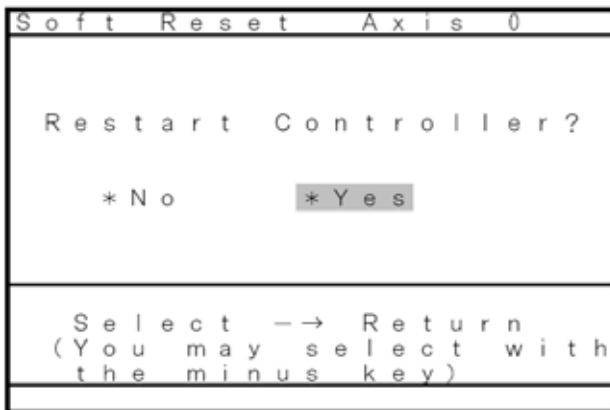 Soft Reset Axis 0
Restart Controller?
*No *Yes
Select —→ Return
(You may select with
the minus key)